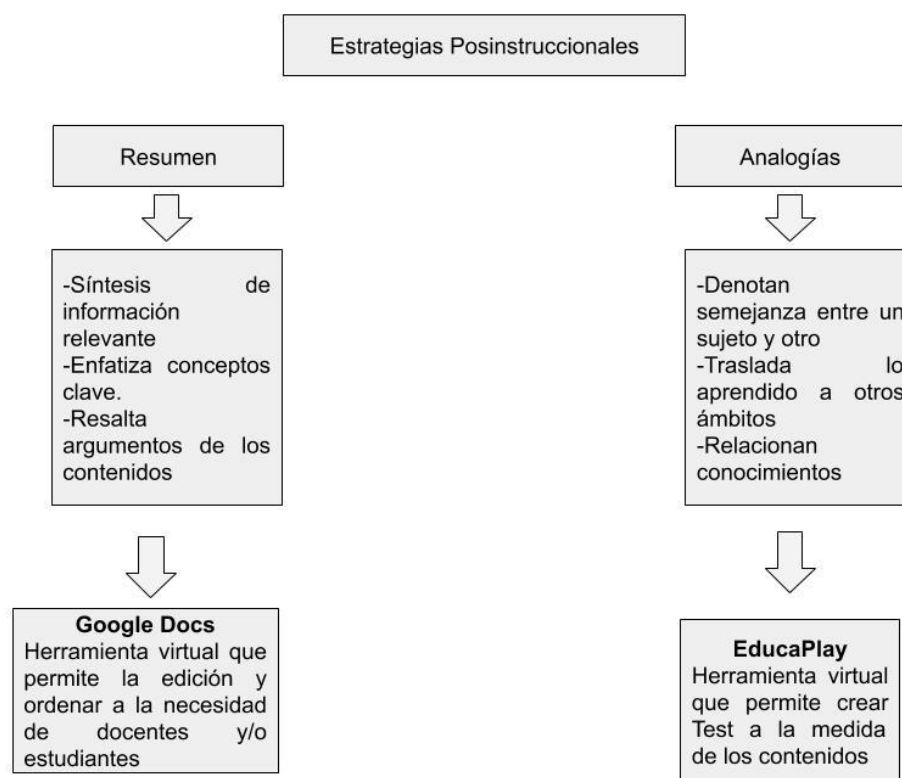 Estrategias Posinstruccionales
Resumen
-Síntesis de
información
relevante
-Enfatiza conceptos
clave.
-Resalta
argumentos de los
contenidos
Google Docs
Herramienta virtual que
permite la edición y
ordenar a la necesidad
de docentes y/o
estudiantes
Analogías
-Denotan
semejanza entre un
sujeto y otro
-Traslada lo
aprendido a otros
ámbitos
-Relacionan
conocimientos
EducaPlay
Herramienta virtual
que permite crear
Test a la medida
de los contenidos